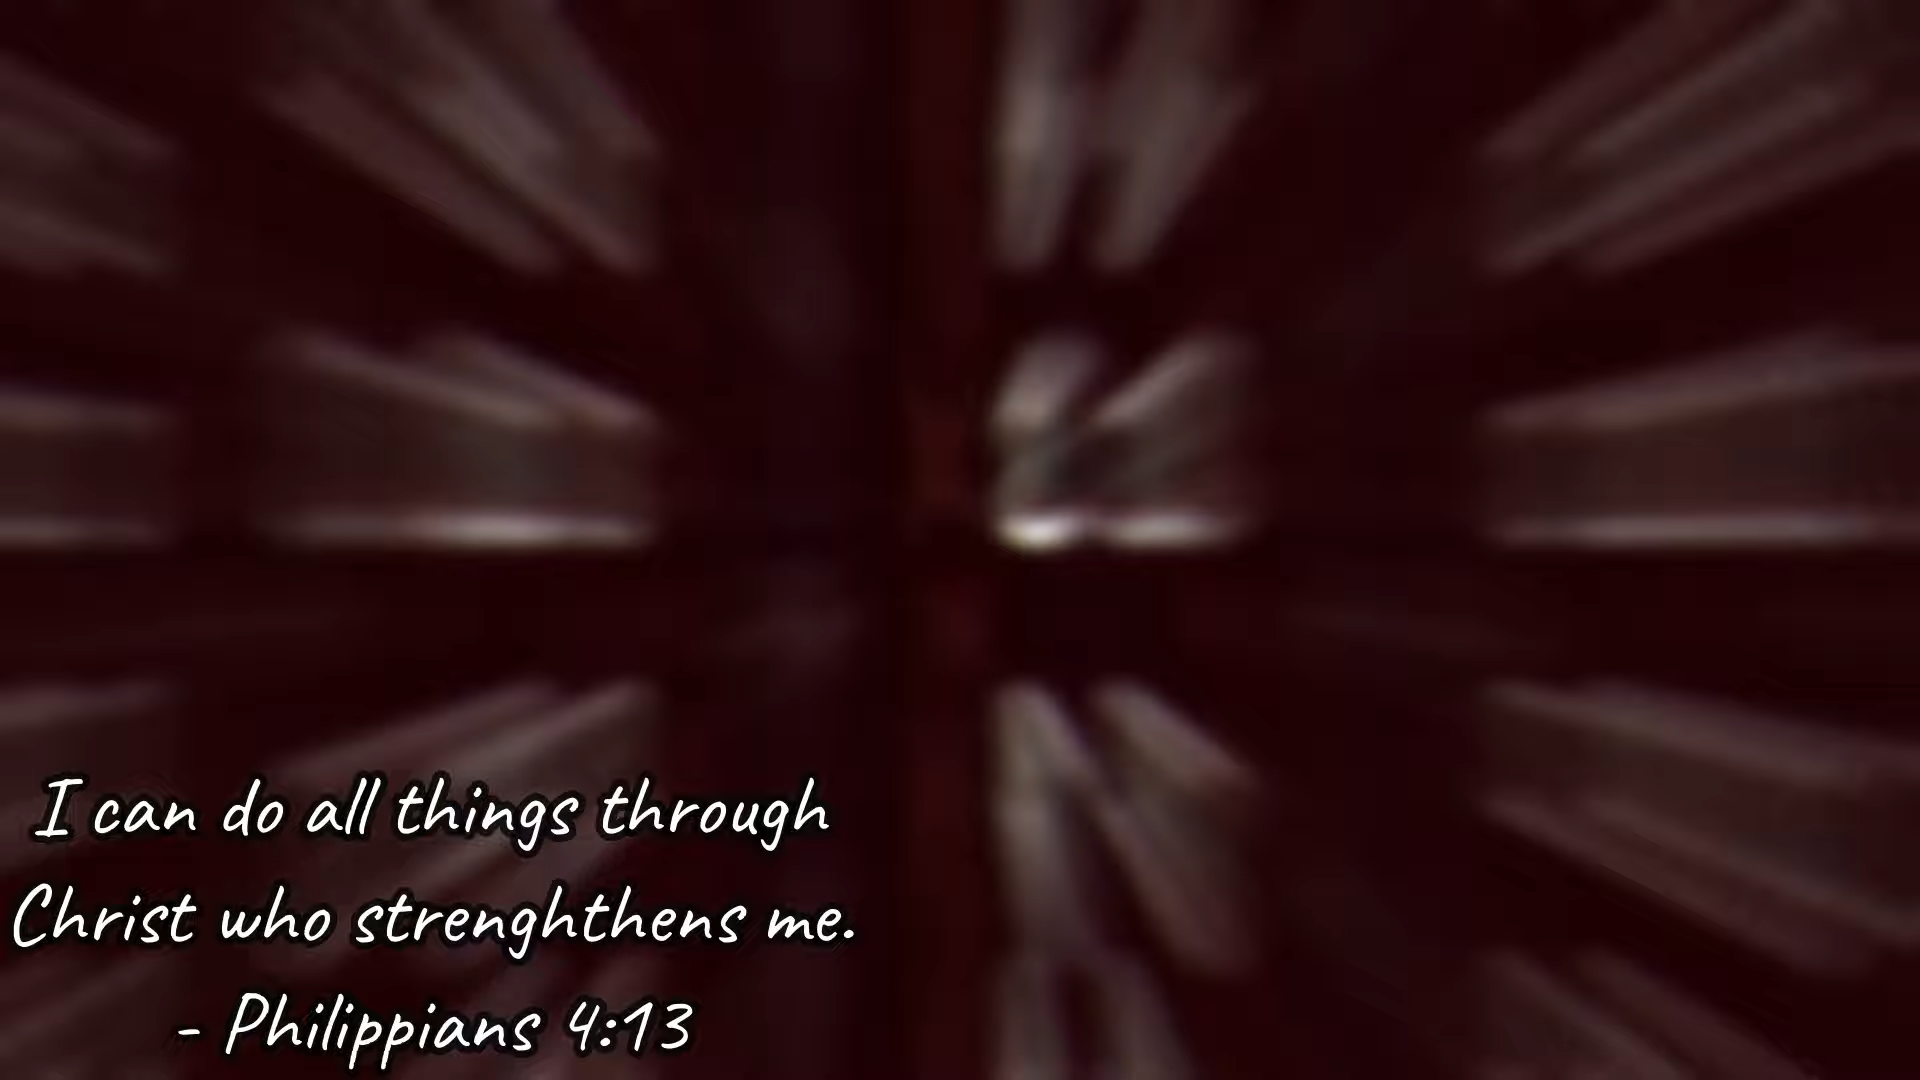 I can do all things through
Christ who strenghthens me.
- Philippians 4:13